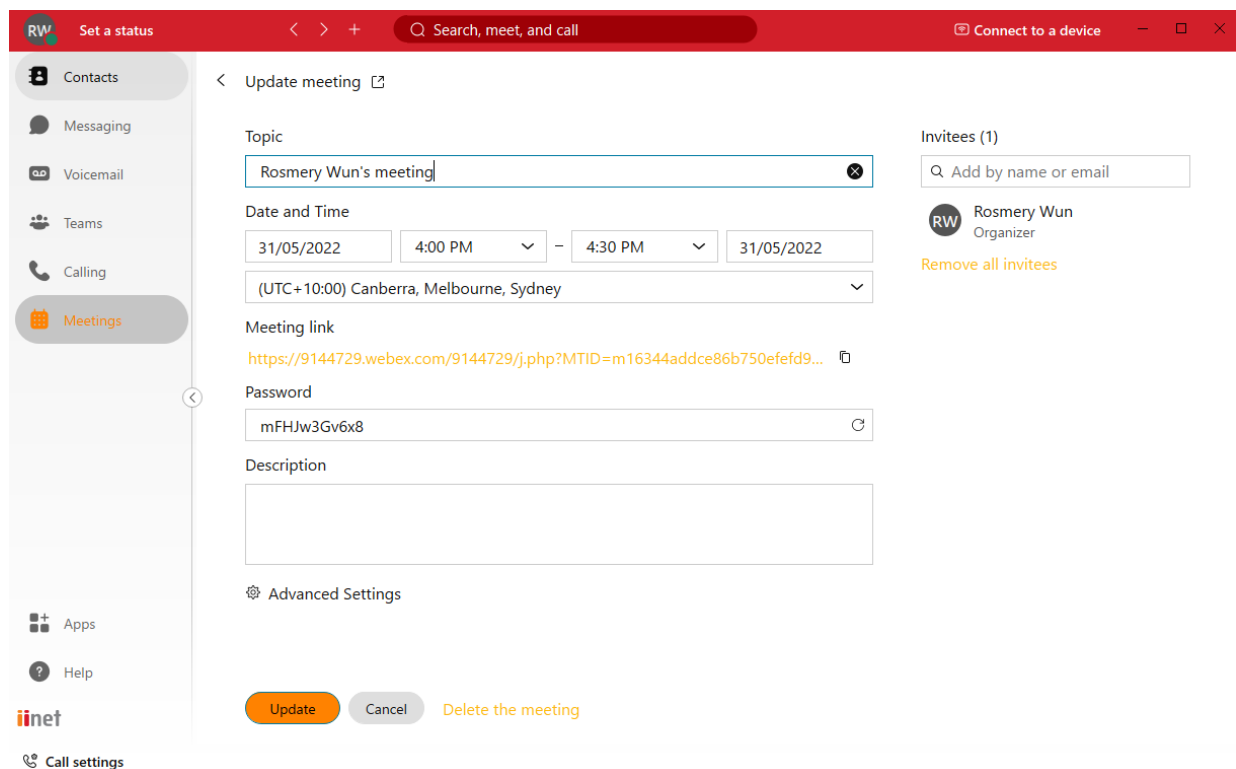 RW Set a status Search, meet, and call Connect to a device
Contacts
Messaging
Voicemail
Teams
Calling
Meetings
Apps
Help
iinet
Call settings
Update meeting
Topic
Rosmery Wun's meeting
Date and Time
31/05/2022 4:00 PM – 4:30 PM 31/05/2022
(UTC+10:00) Canberra, Melbourne, Sydney
Meeting link
https://9144729.webex.com/9144729/j.php?MTID=m16344addce86b750efefd9...
Password
mFHJw3Gv6x8
Description
Advanced Settings
Update Cancel Delete the meeting
Invitees (1)
Add by name or email
RW Rosmery Wun
Organizer
Remove all invitees